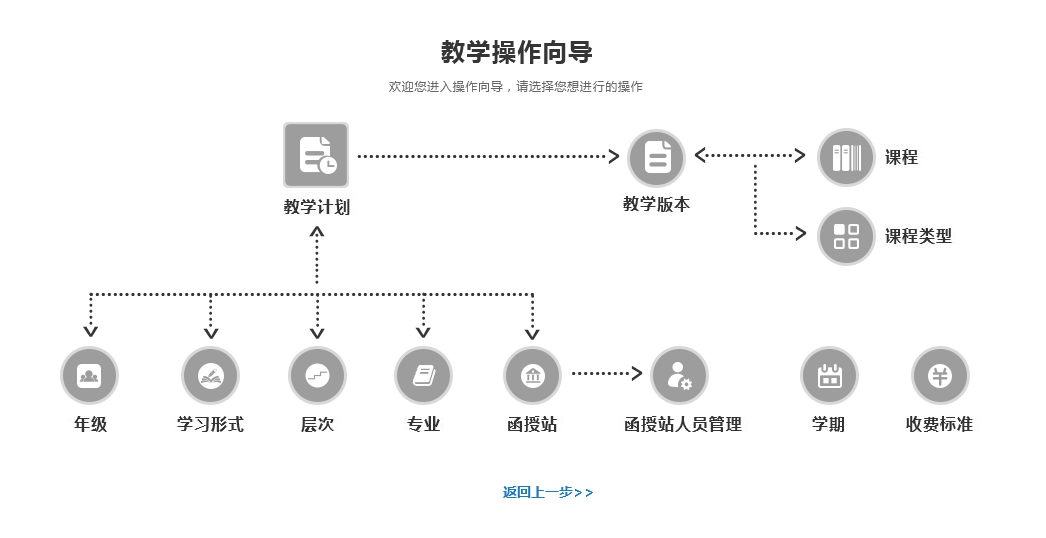 教学操作向导
欢迎您进入操作向导，请选择您想进行的操作
教学计划
教学版本
课程
课程类型
年级
学习形式
层次
专业
函授站
函授站人员管理
学期
收费标准
返回上一步>>